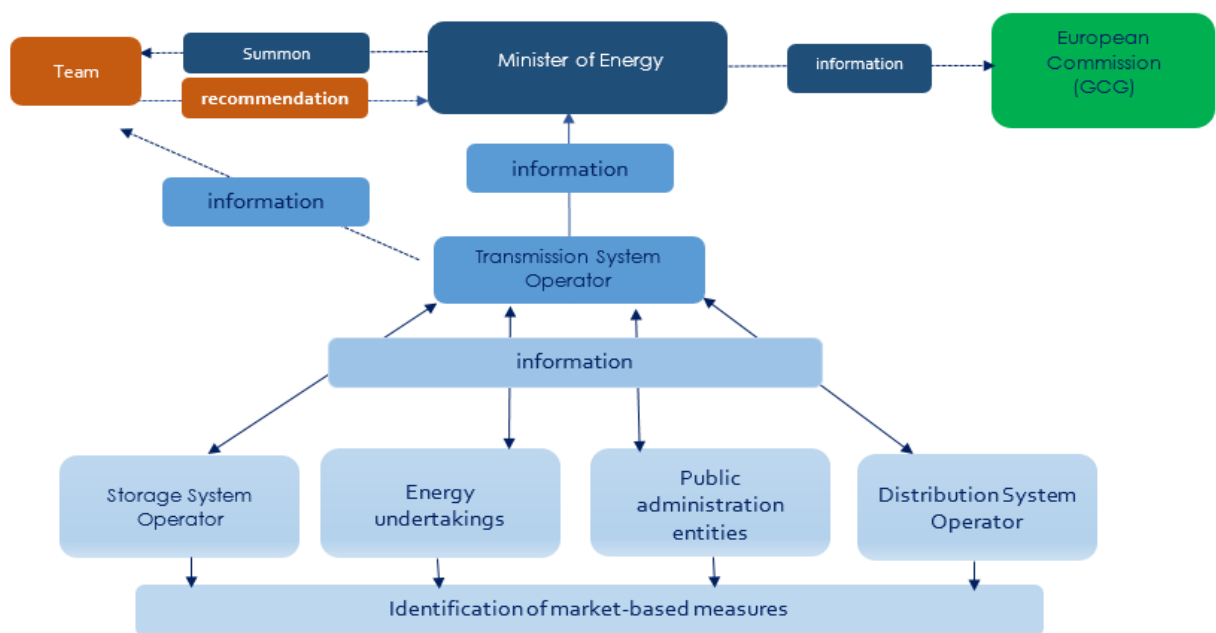 Team
Summon
recommendation
Minister of Energy
information
European
Commission
(GCG)
information
information
Transmission System
Operator
information
Storage System
Operator
Energy
undertakings
Public
administration
entities
Distribution System
Operator
Identification of market-based measures